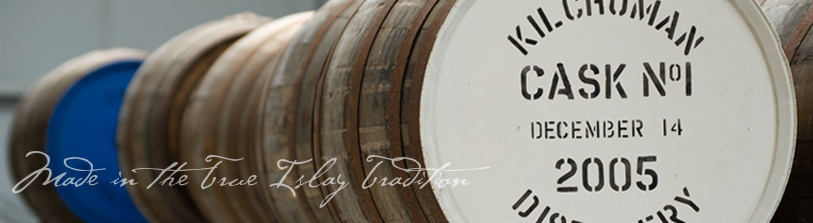 KILCHOMAN
CASK Nº1
DECEMBER 14
2005
DISTILLERY
Made in the True Islay Tradition